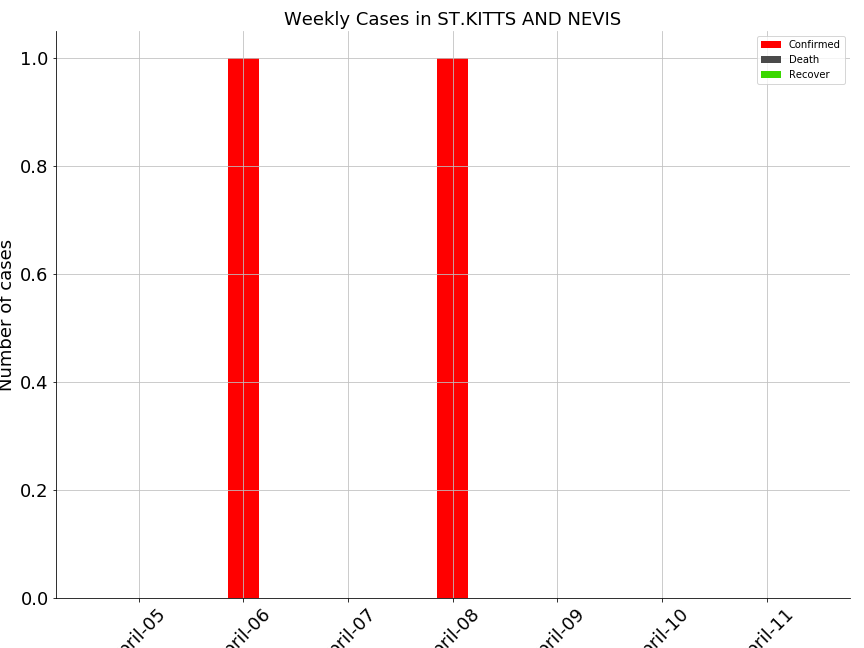 Weekly Cases in ST.KITTS AND NEVIS
Confirmed
Death
Recover
Number of cases
1.0
0.8
0.6
0.4
0.2
0.0
pril-05
pril-06
pril-07
pril-08
pril-09
pril-10
pril-11